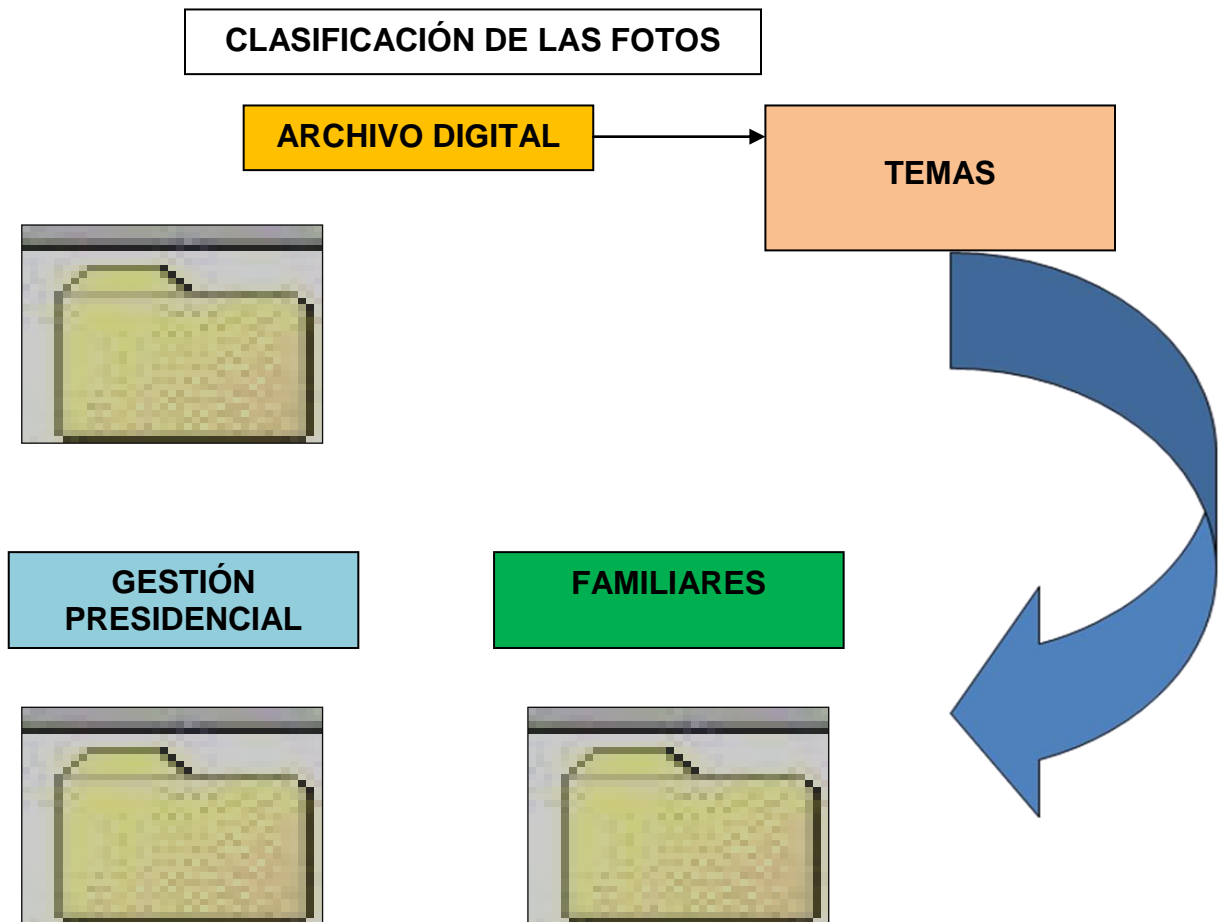 CLASIFICACIÓN DE LAS FOTOS
ARCHIVO DIGITAL
TEMAS
GESTIÓN
PRESIDENCIAL
FAMILIARES